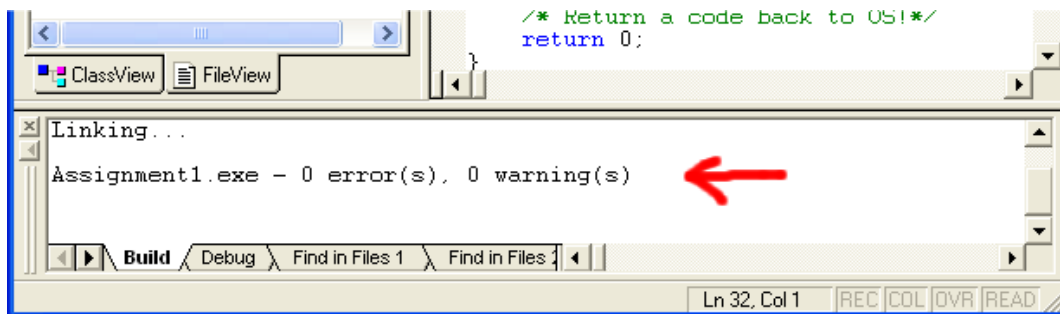 /* Return a code back to OS!*/
return 0;
}
ClassView FileView
Linking...
Assignment1.exe - 0 error(s), 0 warning(s)
Build Debug Find in Files 1 Find in Files
Ln 32, Col 1 REC COL OVR READ